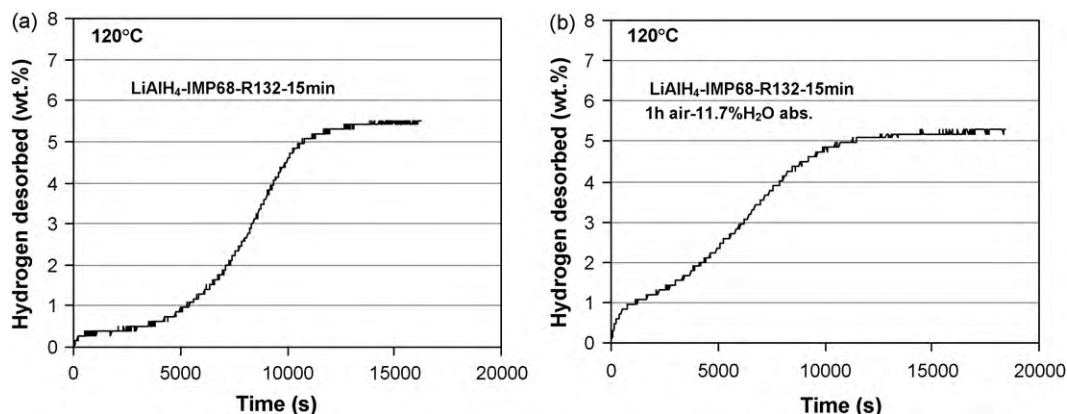 (a)
8
7
6
5
4
3
2
1
0
Hydrogen desorbed (wt.%)
120°C
LiAlH₄-IMP68-R132-15min
0 5000 10000 15000 20000
Time (s)
(b)
8
7
6
5
4
3
2
1
0
Hydrogen desorbed (wt.%)
120°C
LiAlH₄-IMP68-R132-15min
1h air-11.7%H₂O abs.
0 5000 10000 15000 20000
Time (s)